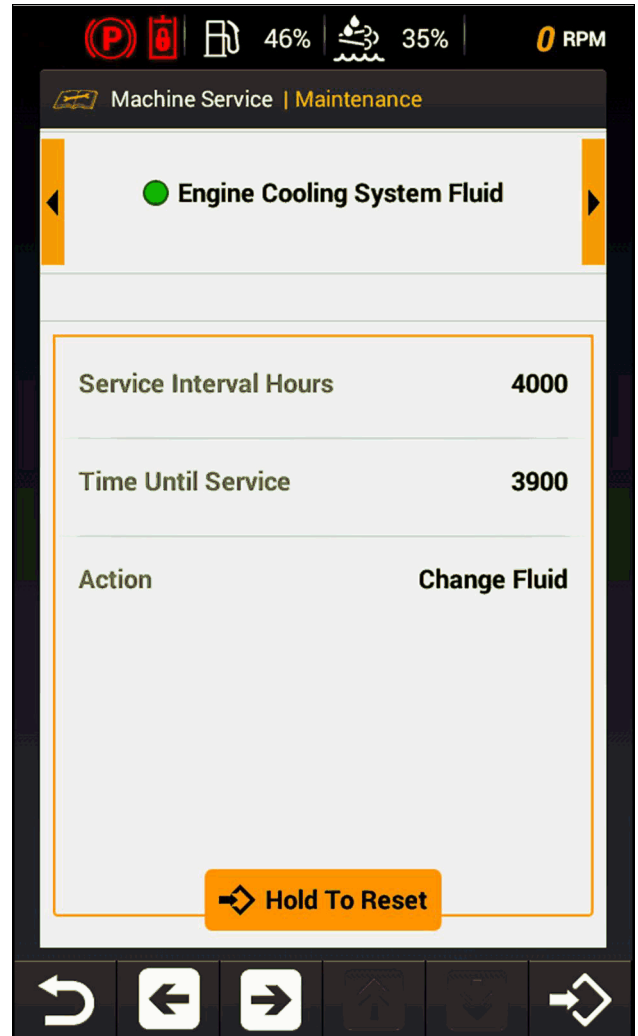 P 46% 35% 0 RPM
Machine Service | Maintenance
Engine Cooling System Fluid
Service Interval Hours 4000
Time Until Service 3900
Action Change Fluid
Hold To Reset